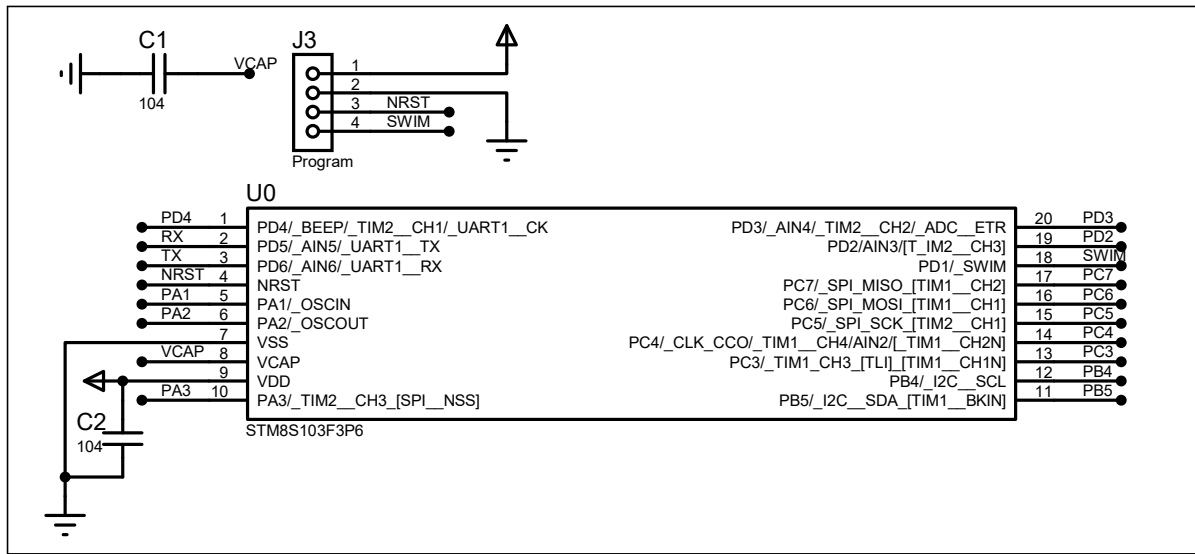 C1
VCAP
104
J3
1
2
3 NRST
4 SWIM
Program
U0
PD4 1 PD4/_BEEP/_TIM2__CH1/_UART1__CK
RX 2 PD5/_AIN5/_UART1__TX
TX 3 PD6/_AIN6/_UART1__RX
NRST 4 NRST
PA1 5 PA1/_OSCIN
PA2 6 PA2/_OSCOUT
7 VSS
VCAP 8 VCAP
9 VDD
PA3 10 PA3/_TIM2__CH3_[SPI__NSS]
PD3/_AIN4/_TIM2__CH2/_ADC__ETR 20 PD3
PD2/AIN3/[T_IM2__CH3] 19 PD2
PD1/_SWIM 18 SWIM
PC7/_SPI_MISO_[TIM1__CH2] 17 PC7
PC6/_SPI_MOSI_[TIM1__CH1] 16 PC6
PC5/_SPI_SCK_[TIM2__CH1] 15 PC5
PC4/_CLK_CCO/_TIM1__CH4/AIN2/[_TIM1__CH2N] 14 PC4
PC3/_TIM1_CH3_[TLI]_[TIM1__CH1N] 13 PC3
PB4/_I2C__SCL 12 PB4
PB5/_I2C__SDA_[TIM1__BKIN] 11 PB5
C2
104
STM8S103F3P6